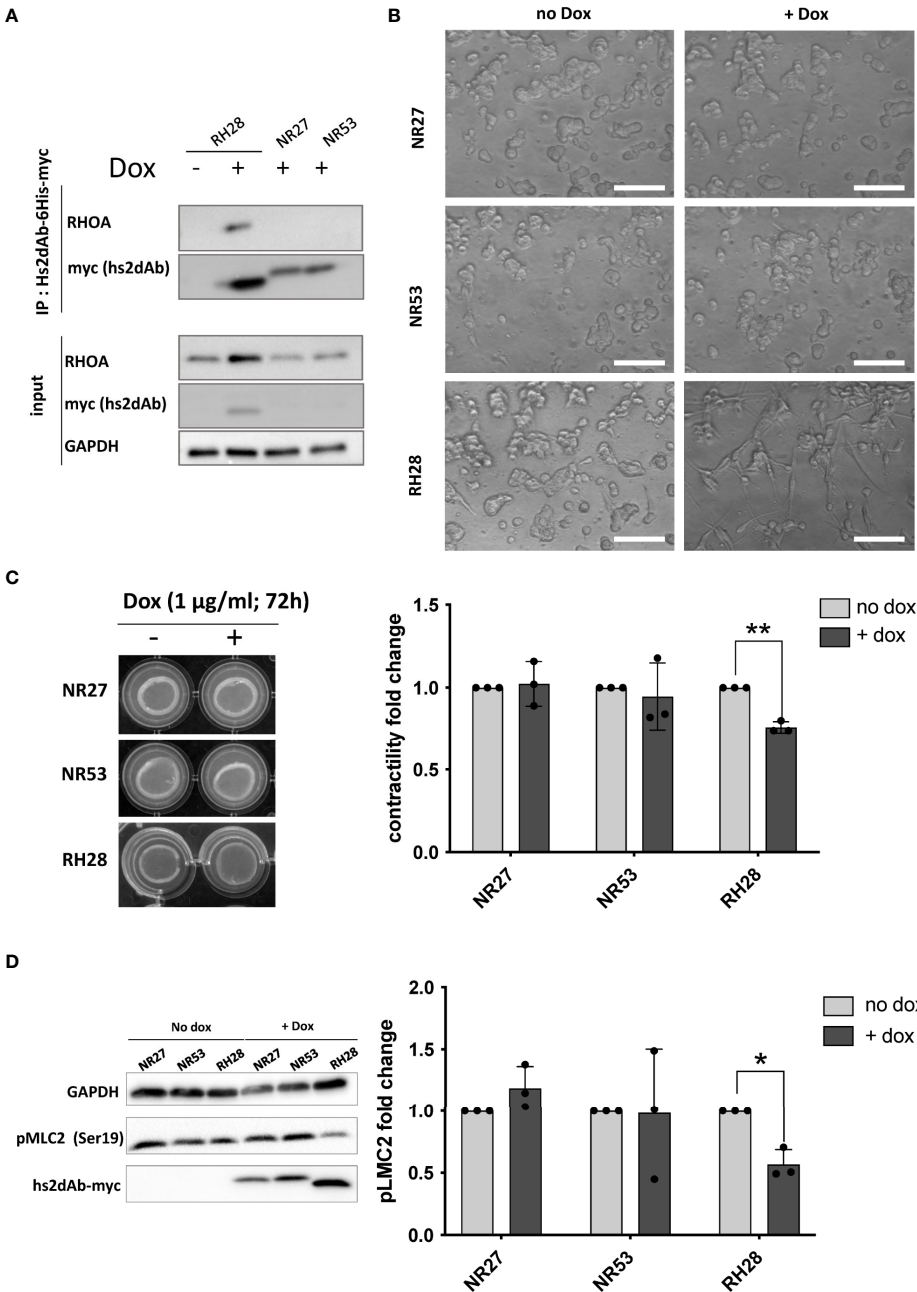 A
RH28 NR27 NR53
Dox - + + +
IP : Hs2dAb-6His-myc
RHOA
myc (hs2dAb)
input
RHOA
myc (hs2dAb)
GAPDH
B
no Dox + Dox
NR27
NR53
RH28
C
Dox (1 µg/ml; 72h)
- +
NR27
NR53
RH28
contractility fold change
1.5
1.0
0.5
0.0
NR27 NR53 RH28
**
no dox
+ dox
D
No dox + Dox
NR27 NR53 RH28 NR27 NR53 RH28
GAPDH
pMLC2 (Ser19)
hs2dAb-myc
pLMC2 fold change
2.0
1.5
1.0
0.5
0.0
NR27 NR53 RH28
*
no dox
+ dox